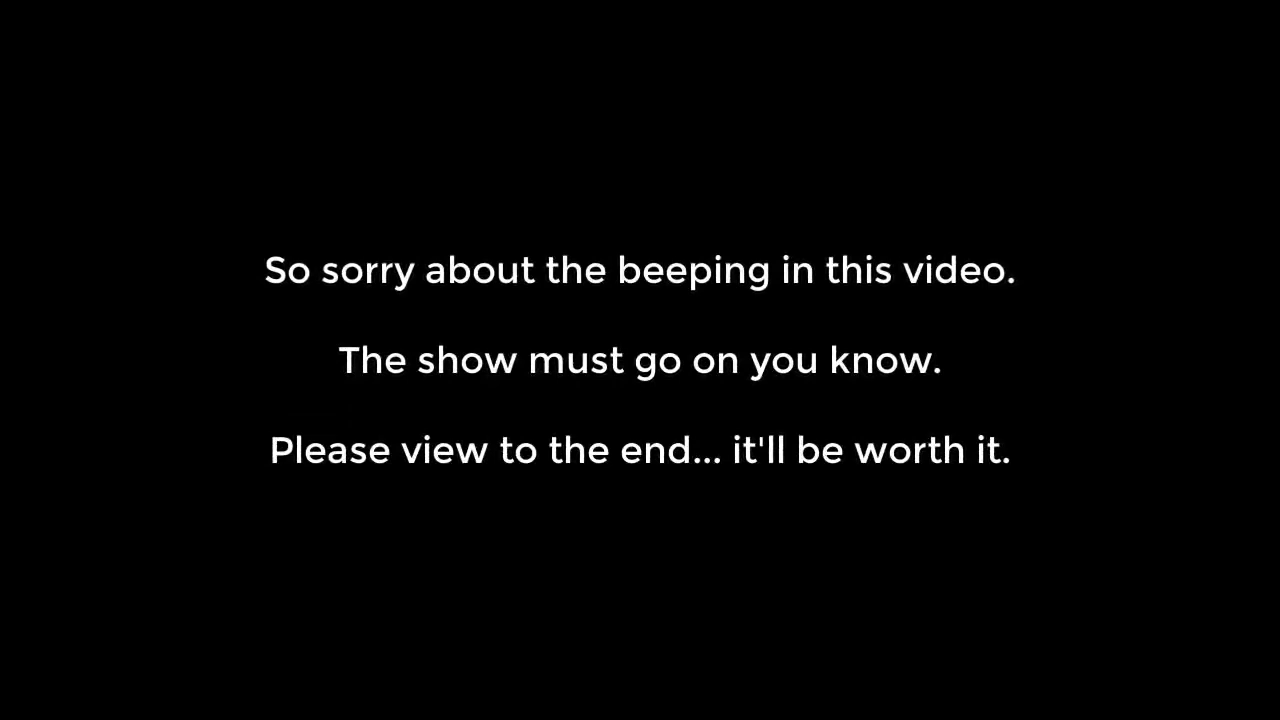 So sorry about the beeping in this video.
The show must go on you know.
Please view to the end... it'll be worth it.